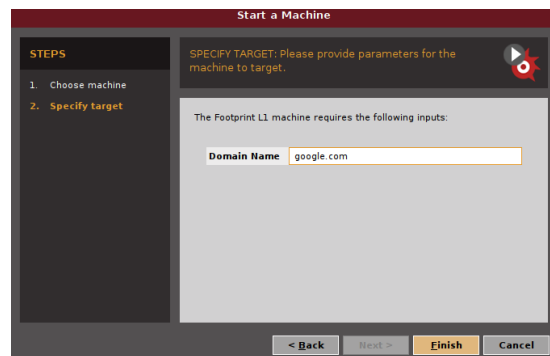 Start a Machine
STEPS
1. Choose machine
2. Specify target
SPECIFY TARGET: Please provide parameters for the
machine to target.
The Footprint L1 machine requires the following inputs:
Domain Name google.com
< Back Next > Finish Cancel